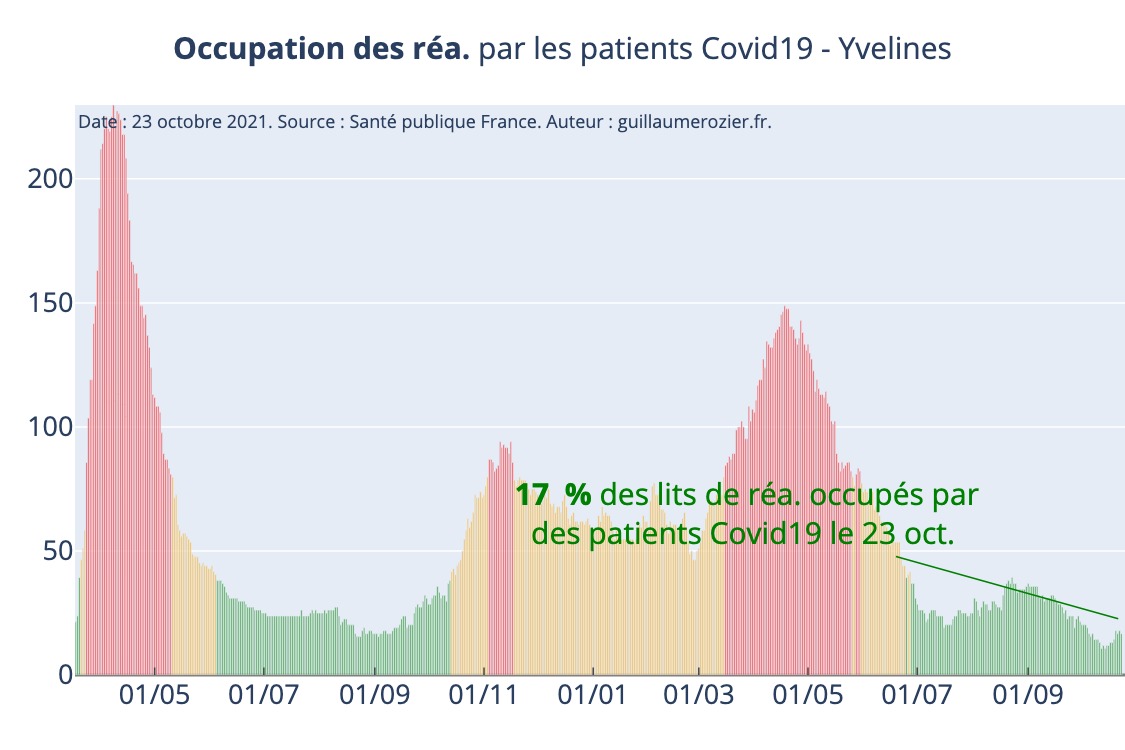 Occupation des réa. par les patients Covid19 - Yvelines
Date : 23 octobre 2021. Source : Santé publique France. Auteur : guillaumerozier.fr.
200
150
100
50
0
17 % des lits de réa. occupés par
des patients Covid19 le 23 oct.
01/05 01/07 01/09 01/11 01/01 01/03 01/05 01/07 01/09